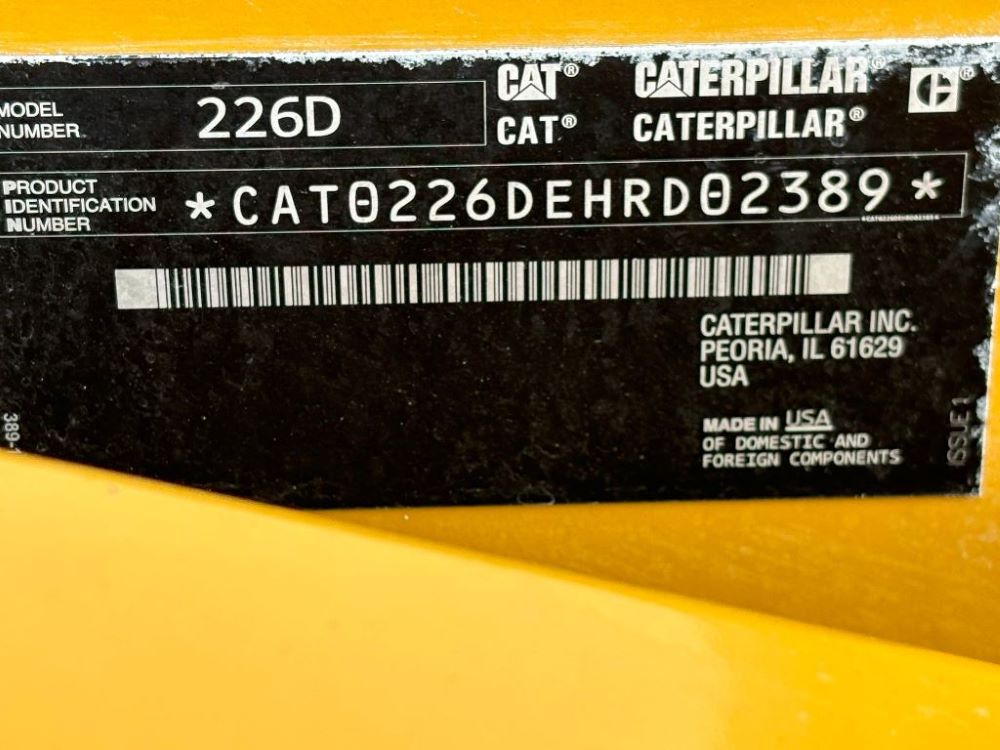 MODEL
NUMBER
226D
CAT®
CAT®
CATERPILLAR®
CATERPILLAR®
PRODUCT
IDENTIFICATION
NUMBER
*CAT0226DEHRD02389*
CATERPILLAR INC.
PEORIA, IL 61629
USA
MADE IN USA
OF DOMESTIC AND
FOREIGN COMPONENTS
ISSUE 1